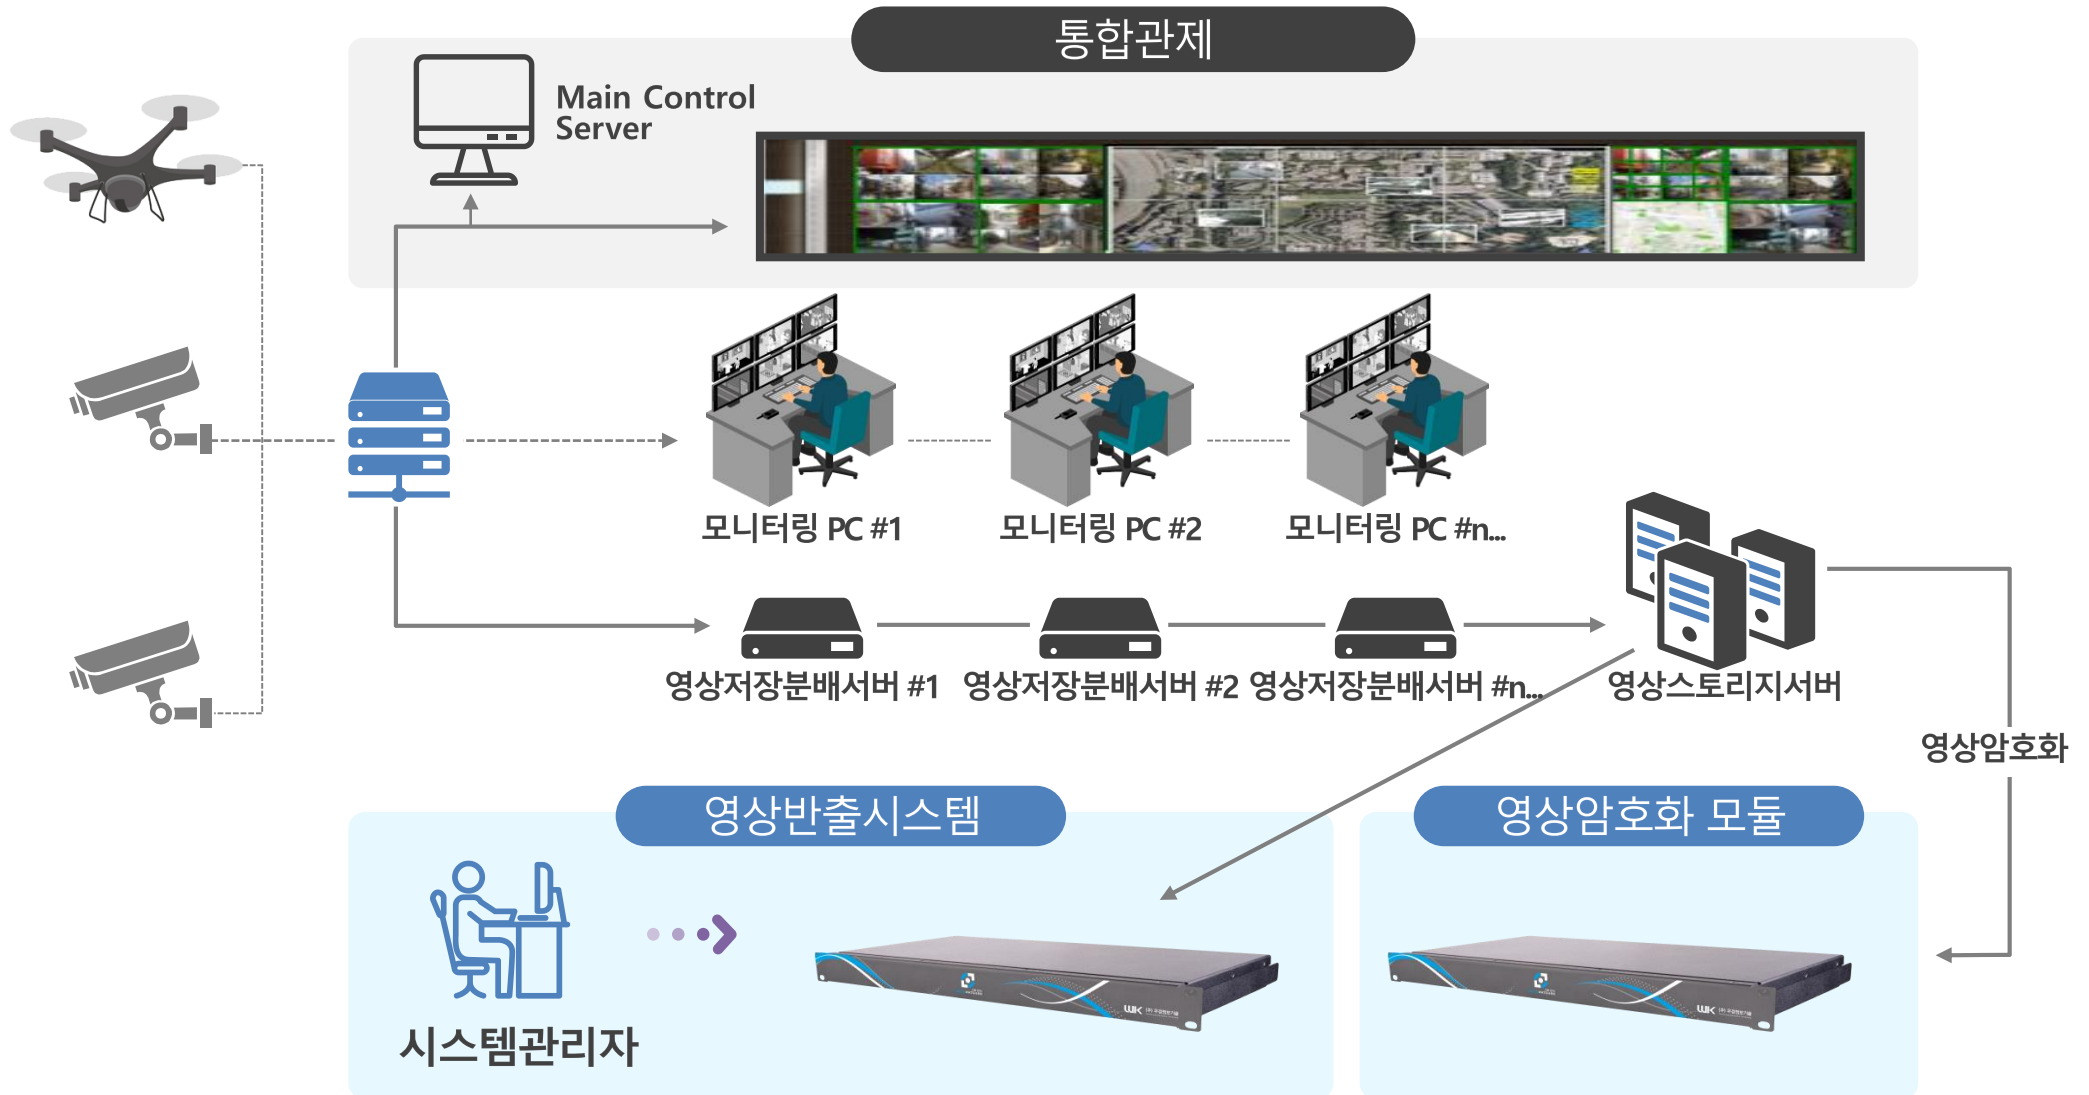 통합관제
Main Control
Server
모니터링 PC #1
모니터링 PC #2
모니터링 PC #n...
영상저장분배서버 #1
영상저장분배서버 #2
영상저장분배서버 #n...
영상스토리지서버
영상암호화
영상반출시스템
영상암호화 모듈
시스템관리자
WK
WK